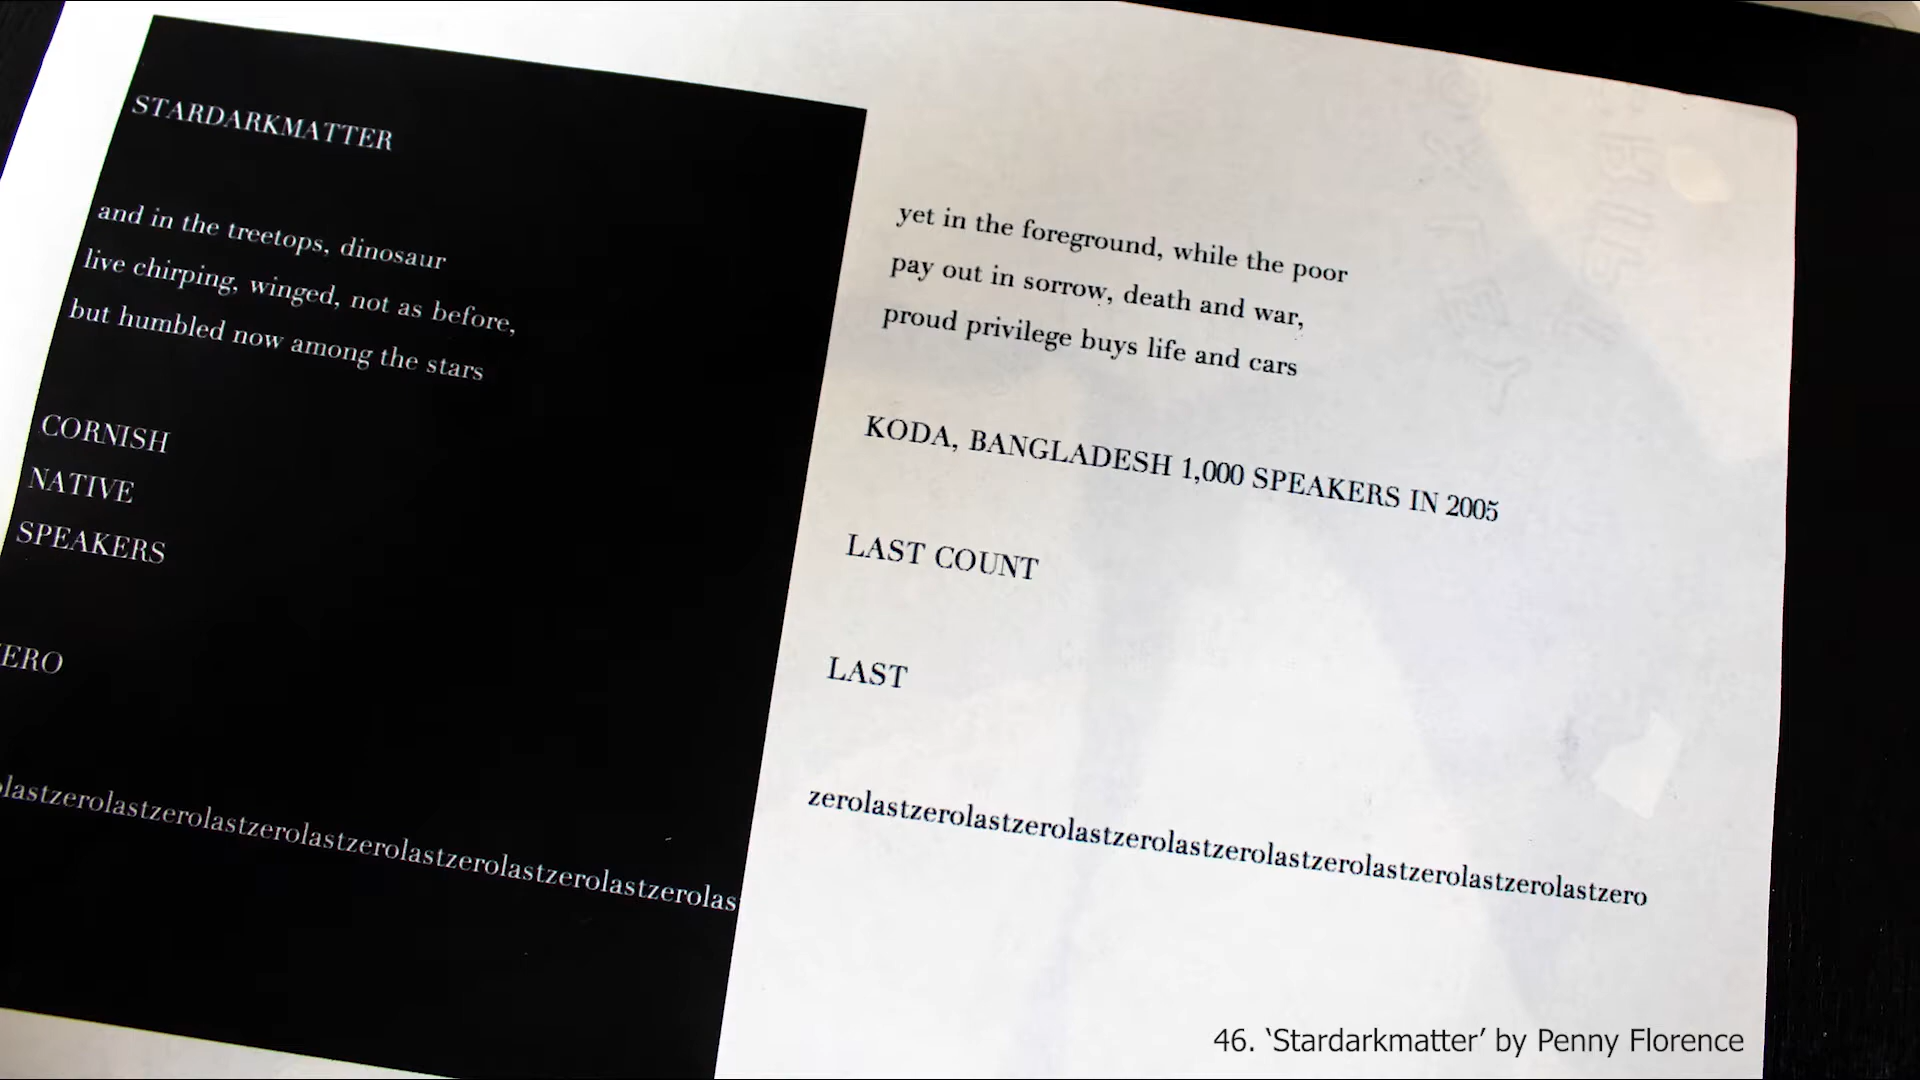 STARDARKMATTER
and in the treetops, dinosaur
live chirping, winged, not as before,
but humbled now among the stars
CORNISH
NATIVE
SPEAKERS
ERO
lastzerolastzerolastzerolastzerolastzerolastzerolastzerolas
yet in the foreground, while the poor
pay out in sorrow, death and war,
proud privilege buys life and cars
KODA, BANGLADESH 1,000 SPEAKERS IN 2005
LAST COUNT
LAST
zerolastzerolastzerolastzerolastzerolastzerolastzerolastzerolastzero
46. ‘Stardarkmatter’ by Penny Florence